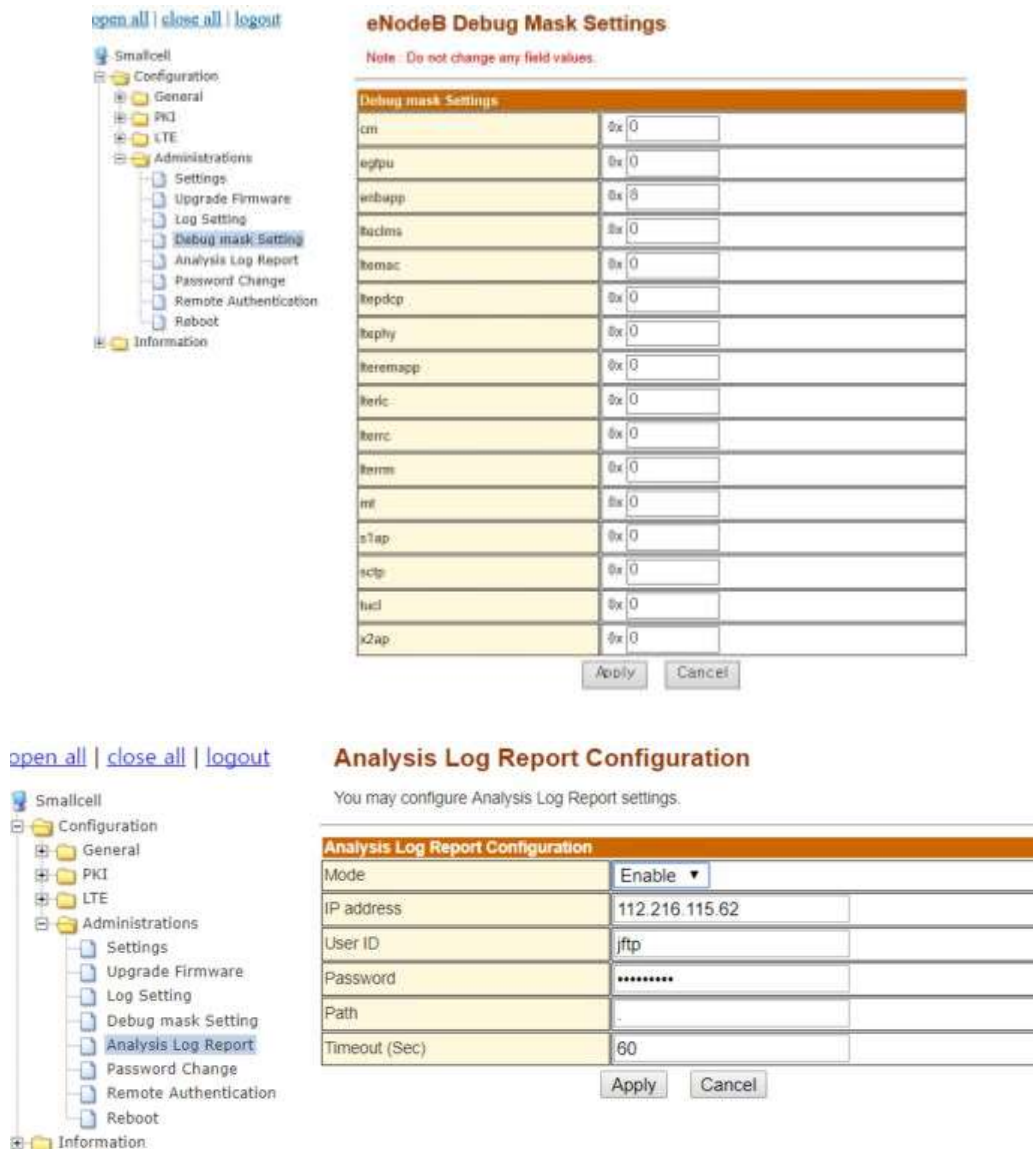 open all | close all | logout
Smallcell
Configuration
General
PKI
LTE
Administrations
Settings
Upgrade Firmware
Log Setting
Debug mask Setting
Analysis Log Report
Password Change
Remote Authentication
Reboot
Information
eNodeB Debug Mask Settings
Note : Do not change any field values.
Debug mask Settings
cm 0x 0
egtpu 0x 0
enbapp 0x 8
lteclms 0x 0
ltemac 0x 0
ltepdcp 0x 0
ltephy 0x 0
lteremapp 0x 0
lterlc 0x 0
lterrc 0x 0
lterrm 0x 0
mt 0x 0
s1ap 0x 0
sctp 0x 0
tucl 0x 0
x2ap 0x 0
Apply Cancel
open all | close all | logout
Smallcell
Configuration
General
PKI
LTE
Administrations
Settings
Upgrade Firmware
Log Setting
Debug mask Setting
Analysis Log Report
Password Change
Remote Authentication
Reboot
Information
Analysis Log Report Configuration
You may configure Analysis Log Report settings.
Analysis Log Report Configuration
Mode Enable
IP address 112.216.115.62
User ID jftp
Password •••••••••
Path .
Timeout (Sec) 60
Apply Cancel